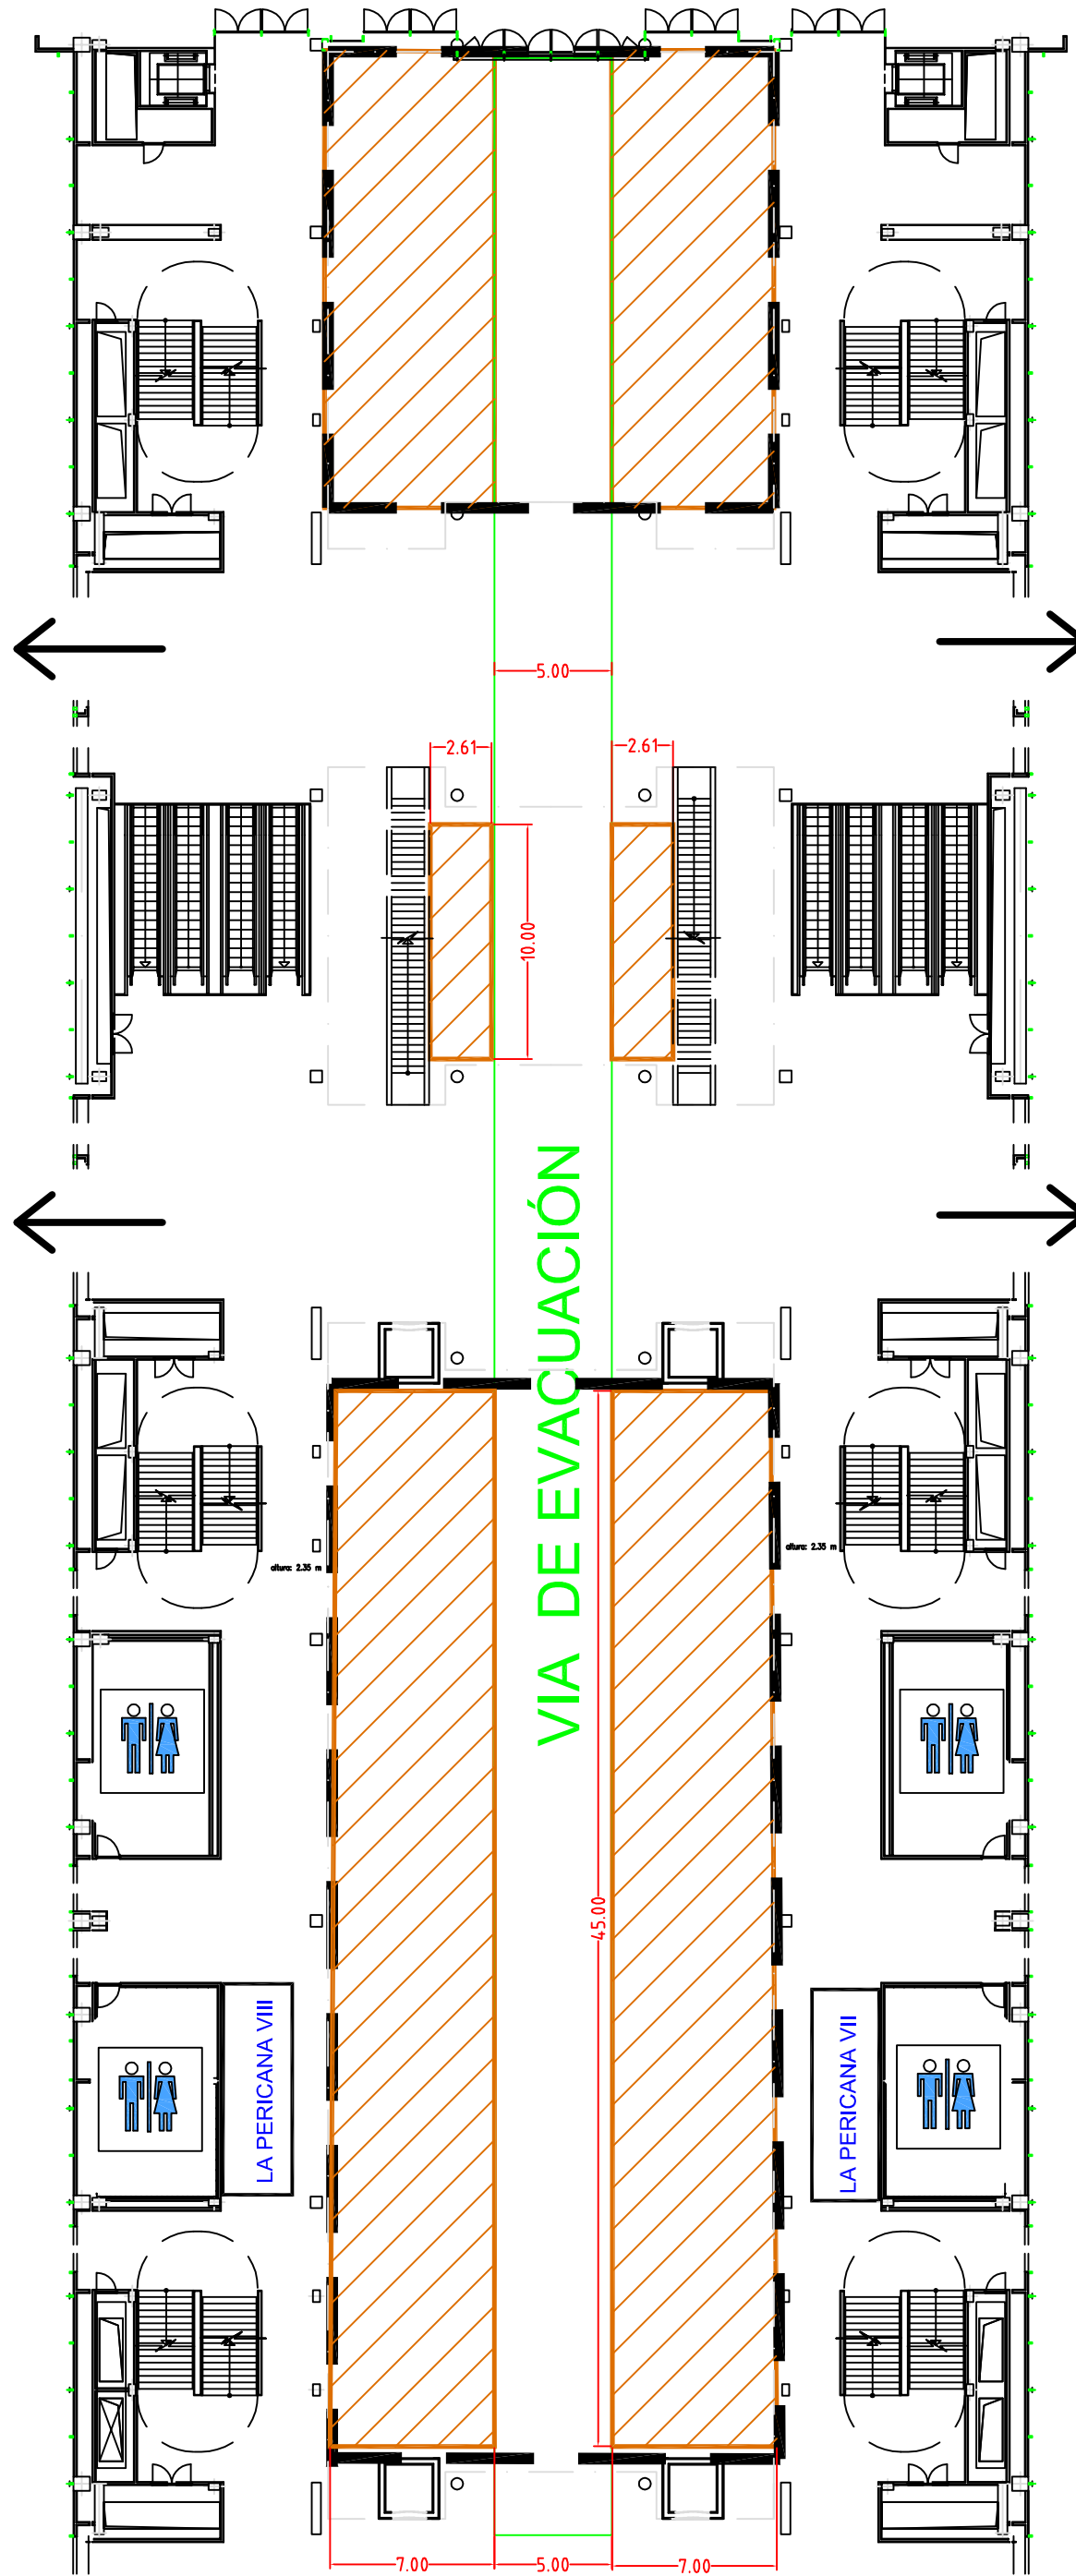 5.00
2.61
2.61
10.00
VIA DE EVACUACIÓN
altura: 2.35 m
altura: 2.35 m
45.00
LA PERICANA VIII
LA PERICANA VII
7.00
5.00
7.00